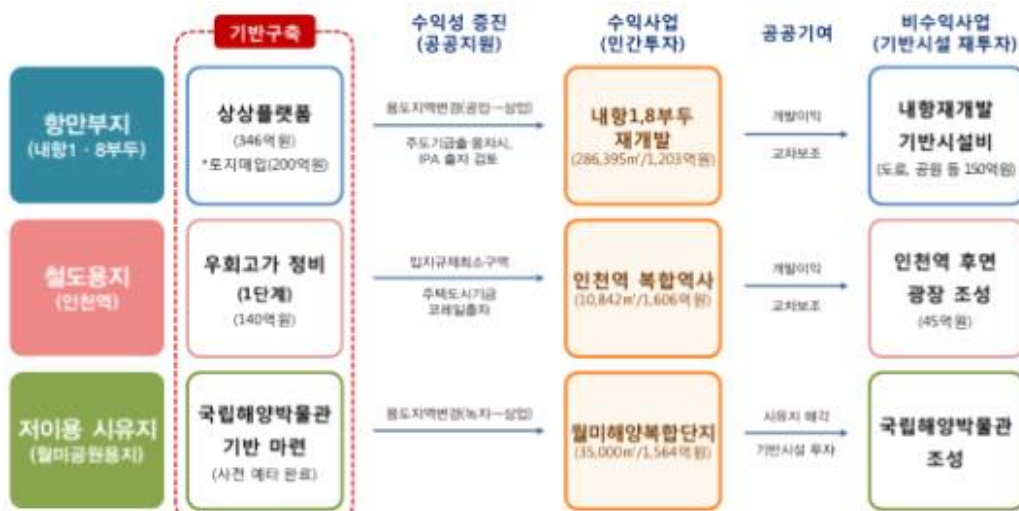 기반구축
수익성 증진
(공공지원)
수익사업
(민간투자)
공공기여
비수익사업
(기반시설 재투자)
항만부지
(내항1 · 8부두)
상상플랫폼
(346억원)
*토지매입(200억원)
용도지역변경(공업→상업)
주도기금출·융자시,
IPA 출자 검토
내항1,8부두
재개발
(286,395㎡/1,203억원)
개발이익
교차보조
내항재개발
기반시설비
(도로, 공원 등 150억원)
철도용지
(인천역)
우회고가 정비
(1단계)
(140억원)
입지규제최소구역
주택도시기금
코레일출자
인천역 복합역사
(10,842㎡/1,606억원)
개발이익
교차보조
인천역 후면
광장 조성
(45억원)
저이용 시유지
(월미공원용지)
국립해양박물관
기반 마련
(사전 예타 완료)
용도지역변경(녹지→상업)
월미해양복합단지
(35,000㎡/1,564억원)
시유지 매각
기반시설 투자
국립해양박물관
조성